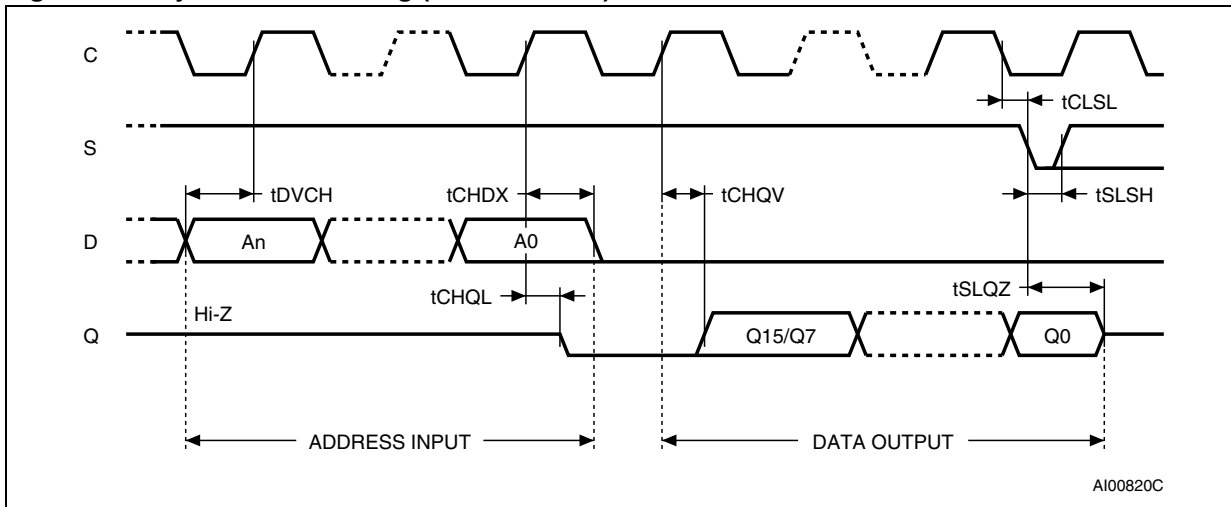 C
tCLSL
S
tDVCH
tCHDX
tCHQV
tSLSH
D
An
A0
tCHQL
tSLQZ
Hi-Z
Q
Q15/Q7
Q0
ADDRESS INPUT
DATA OUTPUT
AI00820C